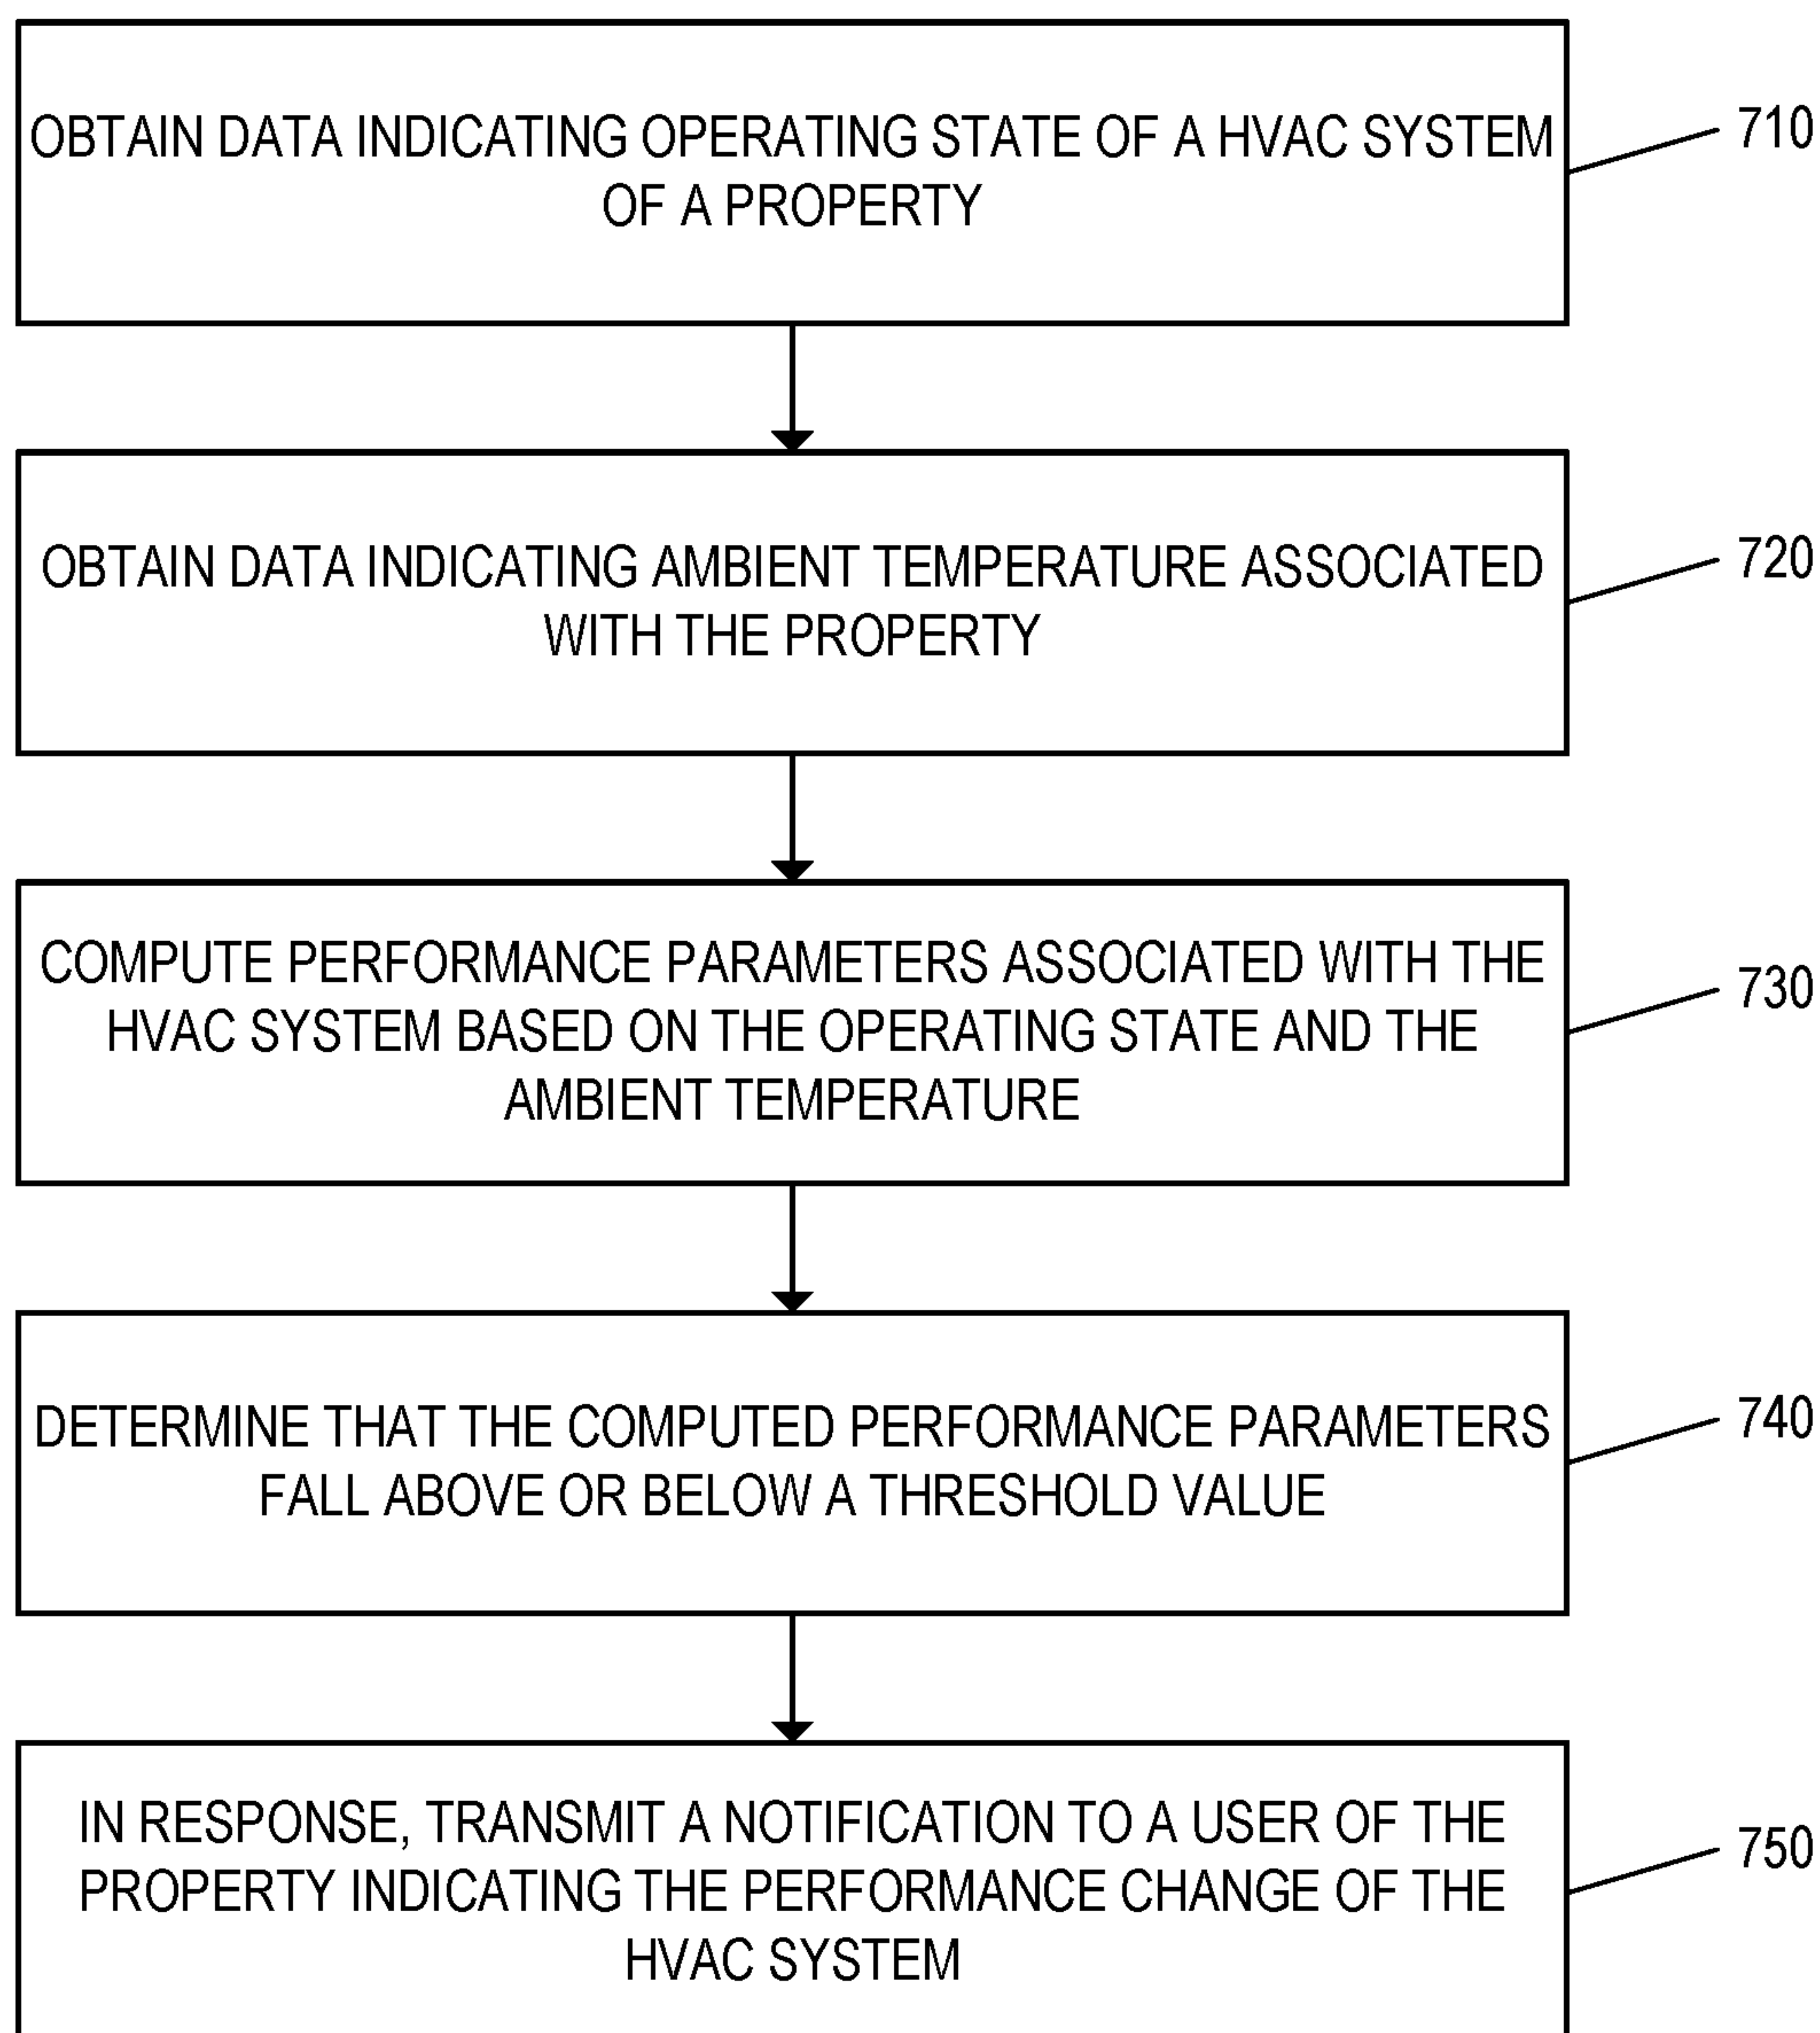 OBTAIN DATA INDICATING OPERATING STATE OF A HVAC SYSTEM
OF A PROPERTY
710
OBTAIN DATA INDICATING AMBIENT TEMPERATURE ASSOCIATED
WITH THE PROPERTY
720
COMPUTE PERFORMANCE PARAMETERS ASSOCIATED WITH THE
HVAC SYSTEM BASED ON THE OPERATING STATE AND THE
AMBIENT TEMPERATURE
730
DETERMINE THAT THE COMPUTED PERFORMANCE PARAMETERS
FALL ABOVE OR BELOW A THRESHOLD VALUE
740
IN RESPONSE, TRANSMIT A NOTIFICATION TO A USER OF THE
PROPERTY INDICATING THE PERFORMANCE CHANGE OF THE
HVAC SYSTEM
750